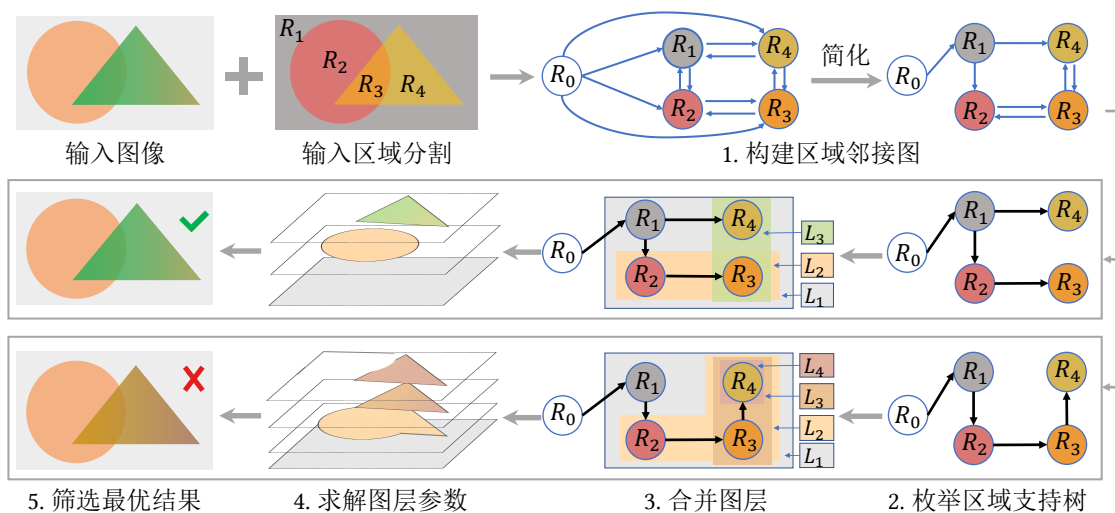 R₁
R₂
R₃
R₄
输入图像
输入区域分割
R₀
R₁
R₄
R₂
R₃
简化
R₀
R₁
R₄
R₂
R₃
1. 构建区域邻接图
R₀
R₁
R₄
R₂
R₃
L₃
L₂
L₁
R₀
R₁
R₄
R₂
R₃
R₀
R₁
R₄
R₂
R₃
L₄
L₃
L₂
L₁
R₀
R₁
R₄
R₂
R₃
5. 筛选最优结果
4. 求解图层参数
3. 合并图层
2. 枚举区域支持树